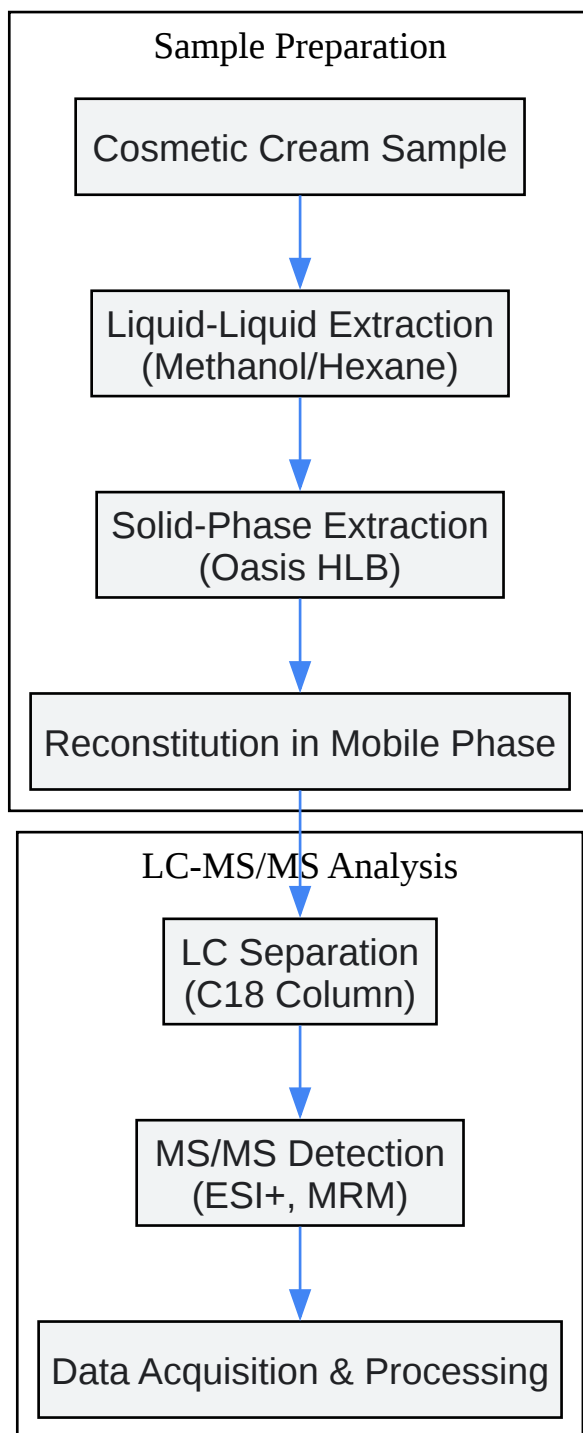 Sample Preparation
Cosmetic Cream Sample
Liquid-Liquid Extraction
(Methanol/Hexane)
Solid-Phase Extraction
(Oasis HLB)
Reconstitution in Mobile Phase
LC-MS/MS Analysis
LC Separation
(C18 Column)
MS/MS Detection
(ESI+, MRM)
Data Acquisition & Processing